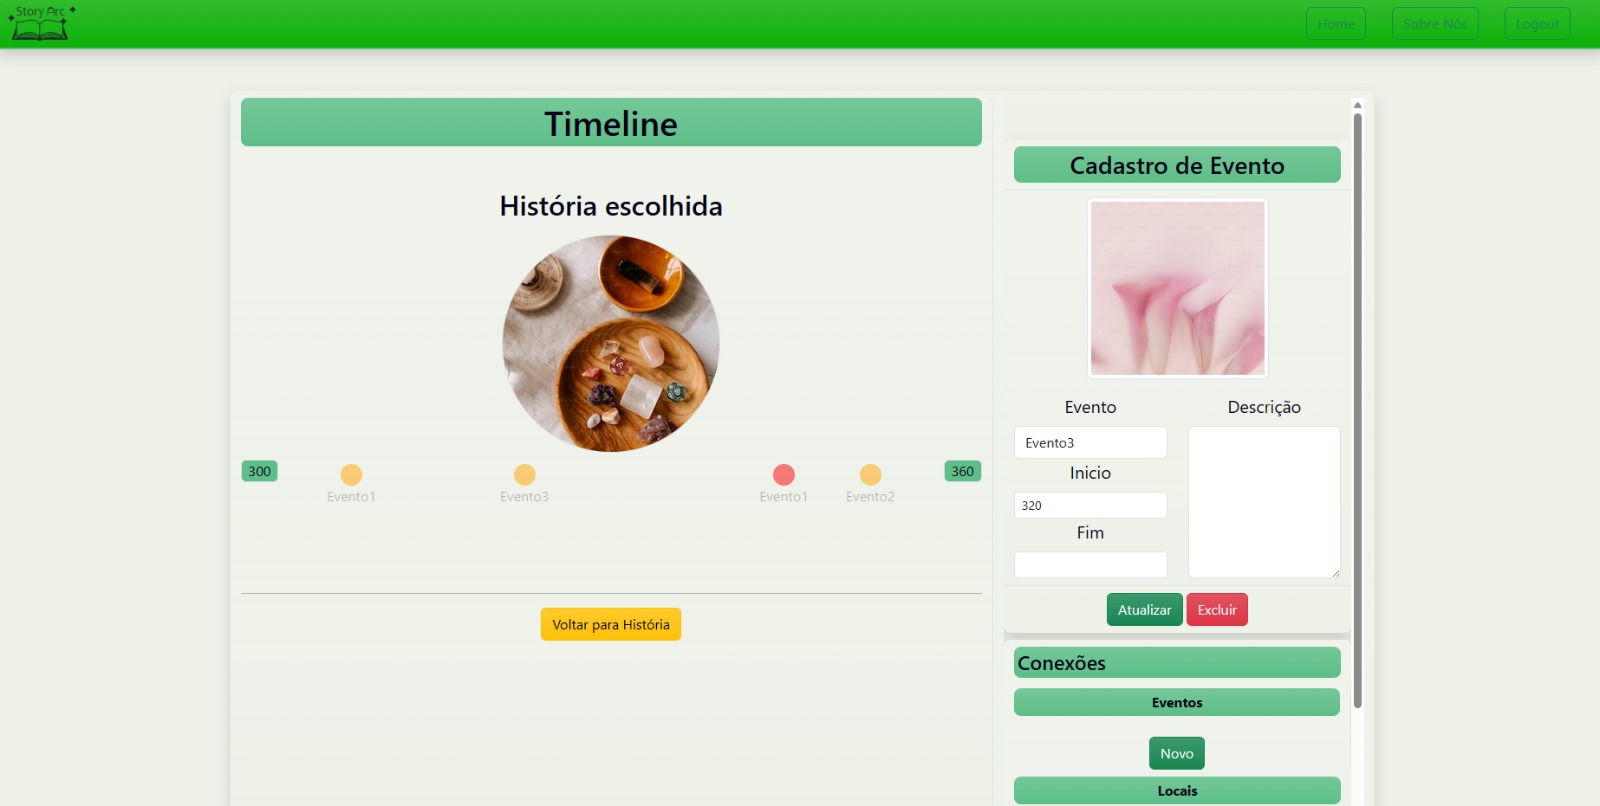 Story Arc
Home
Sobre Nós
Logout
Timeline
História escolhida
300
360
Evento1
Evento3
Evento1
Evento2
Voltar para História
Cadastro de Evento
Evento
Descrição
Evento3
Inicio
320
Fim
Atualizar
Excluir
Conexões
Eventos
Novo
Locais